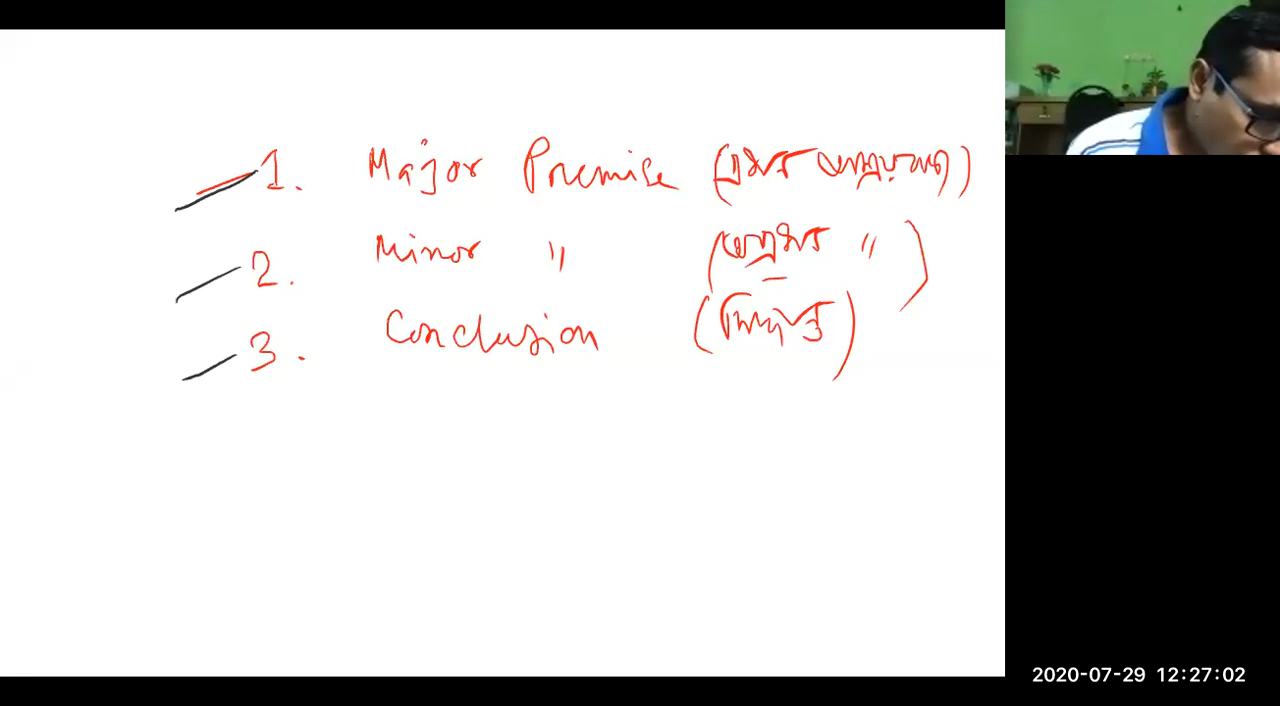 1. Major Premise (প্রধান আশ্রয়বাক্য)
2. Minor " (অপ্রধান ")
3. Conclusion (সিদ্ধান্ত)
2020-07-29 12:27:02